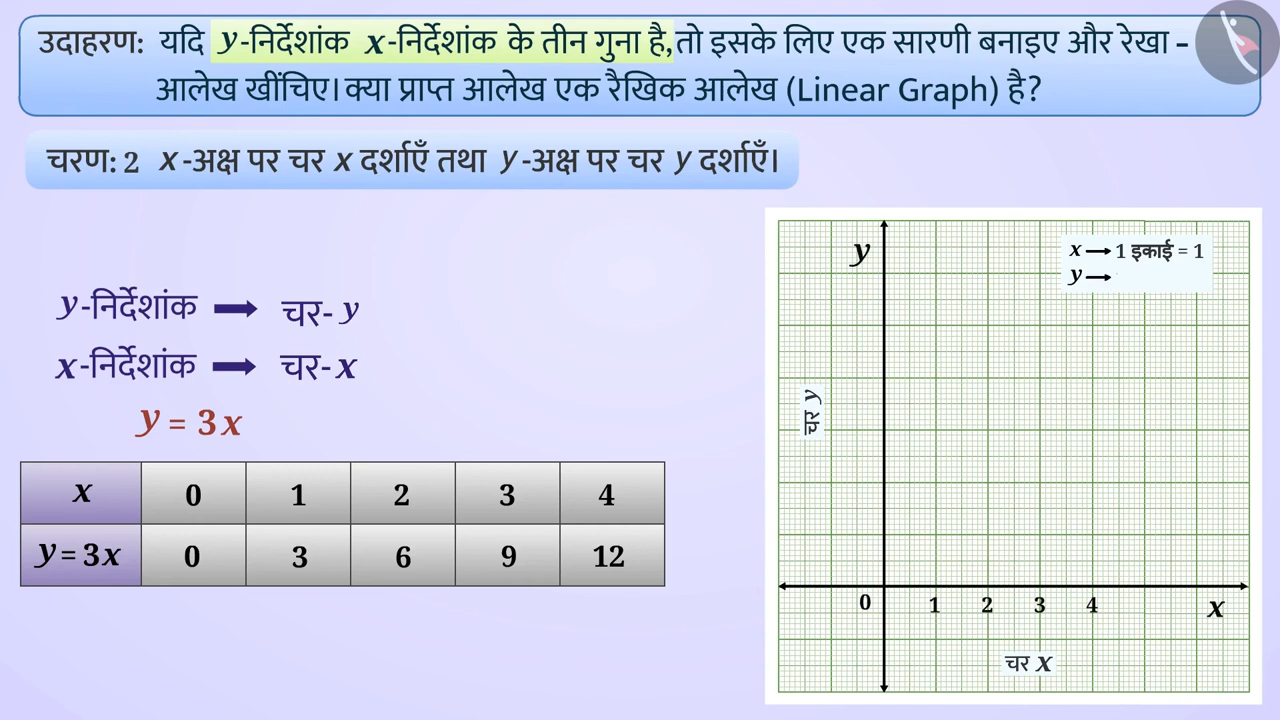 उदाहरण: यदि y-निर्देशांक x-निर्देशांक के तीन गुना है, तो इसके लिए एक सारणी बनाइए और रेखा -
आलेख खींचिए। क्या प्राप्त आलेख एक रैखिक आलेख (Linear Graph) है?
चरण: 2 x-अक्ष पर चर x दर्शाएँ तथा y-अक्ष पर चर y दर्शाएँ।
y-निर्देशांक → चर- y
x-निर्देशांक → चर- x
y = 3x
x 0 1 2 3 4
y = 3x 0 3 6 9 12
y
x → 1 इकाई = 1
y →
चर y
0 1 2 3 4 x
चर x